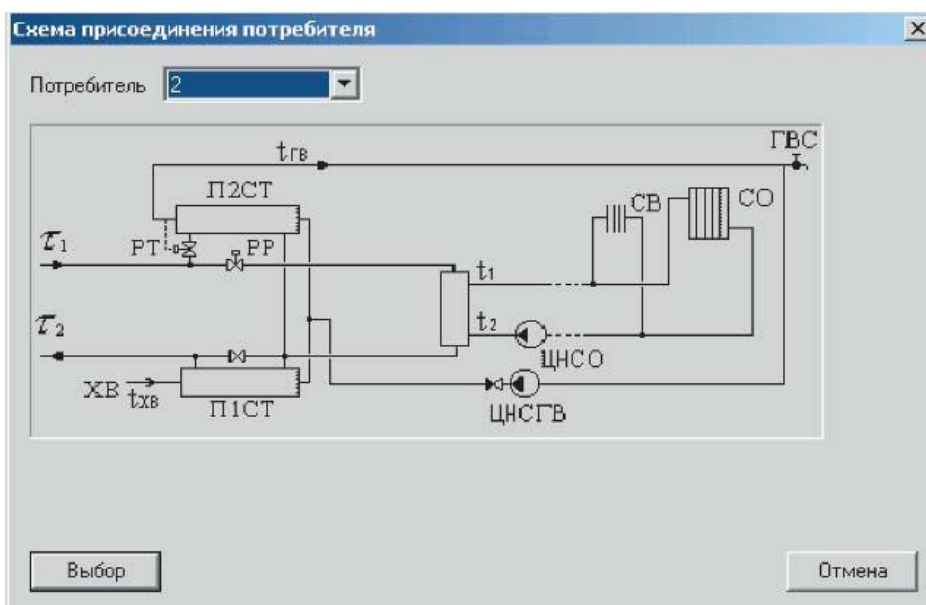 Схема присоединения потребителя
Потребитель 2
ГВС
tГВ
П2СТ
СВ
СО
τ1
РТ
РР
t1
τ2
t2
ЦНСО
ХВ
tХВ
П1СТ
ЦНСГВ
Выбор
Отмена